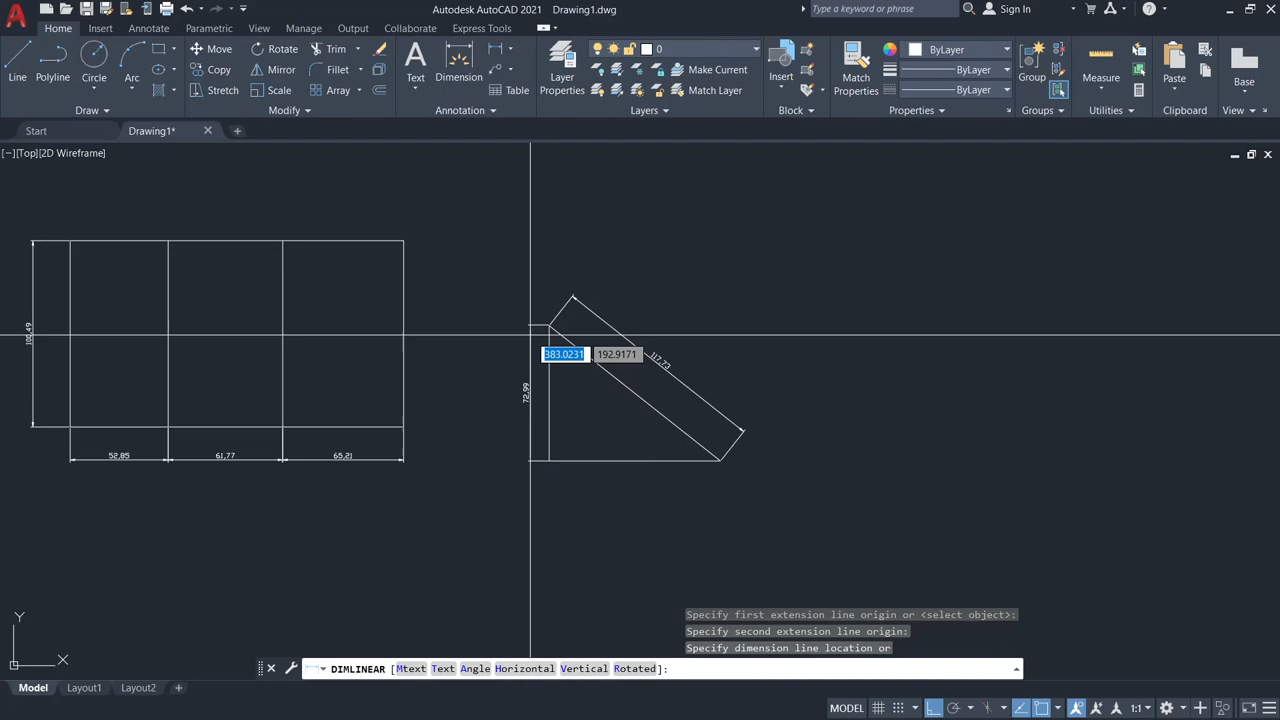 Autodesk AutoCAD 2021 Drawing1.dwg
Type a keyword or phrase
Sign In
Home Insert Annotate Parametric View Manage Output Collaborate Express Tools
Line
Polyline
Circle
Arc
Draw
Move
Rotate
Trim
Copy
Mirror
Fillet
Stretch
Scale
Array
Modify
Text
Dimension
Table
Annotation
Layer
Properties
0
Make Current
Match Layer
Layers
Insert
Block
Match
Properties
ByLayer
ByLayer
ByLayer
Properties
Group
Groups
Measure
Utilities
Paste
Clipboard
Base
View
Start
Drawing1*
[−][Top][2D Wireframe]
72,99
117,73
383.0231 192.9171
52,85 61,77 65,21
Y
X
Specify first extension line origin or <select object>:
Specify second extension line origin:
Specify dimension line location or
DIMLINEAR [Mtext Text Angle Horizontal Vertical Rotated]:
Model Layout1 Layout2
MODEL
1:1